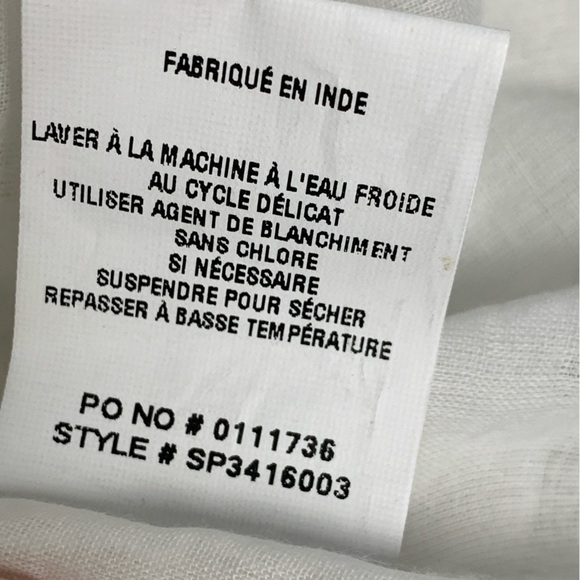 FABRIQUÉ EN INDE
LAVER À LA MACHINE À L'EAU FROIDE
AU CYCLE DÉLICAT
UTILISER AGENT DE BLANCHIMENT
SANS CHLORE
SI NÉCESSAIRE
SUSPENDRE POUR SÉCHER
REPASSER À BASSE TEMPÉRATURE
PO NO # 0111736
STYLE # SP3416003